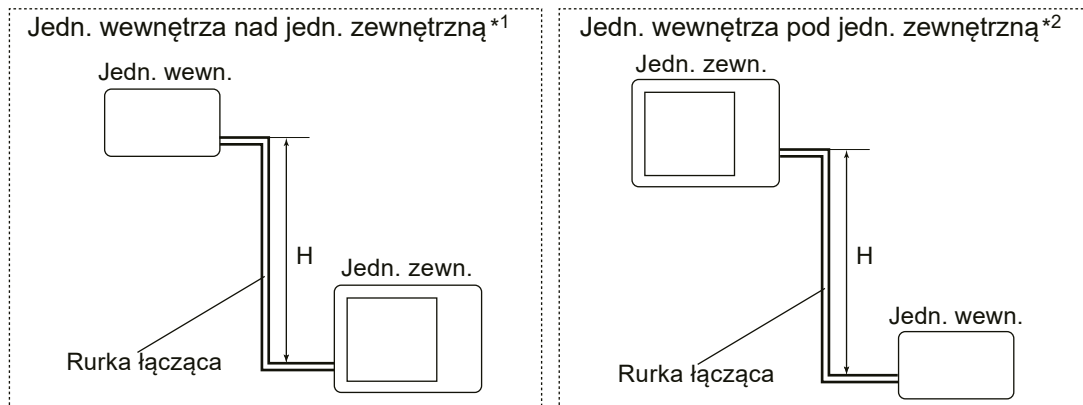 Jedn. wewnętrza nad jedn. zewnętrzną*1
Jedn. wewn.
H
Jedn. zewn.
Rurka łącząca
Jedn. wewnętrza pod jedn. zewnętrzną*2
Jedn. zewn.
H
Jedn. wewn.
Rurka łącząca